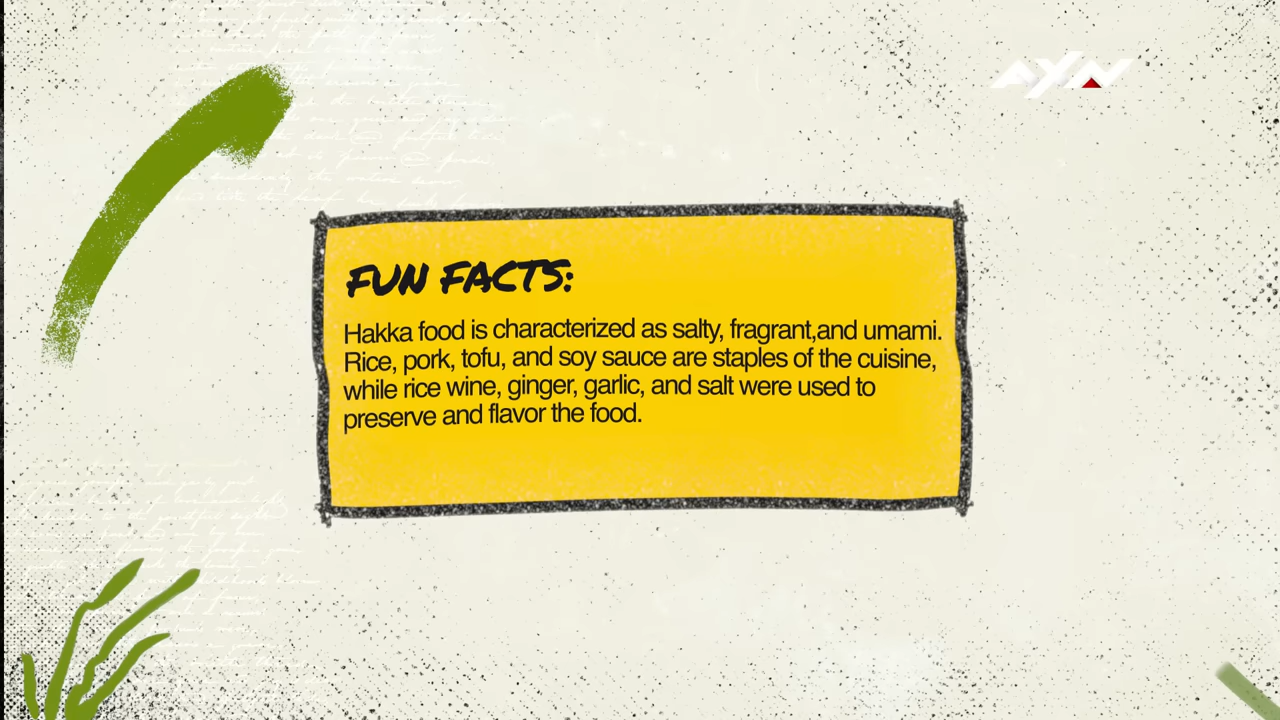 AXN
FUN FACTS:
Hakka food is characterized as salty, fragrant,and umami.
Rice, pork, tofu, and soy sauce are staples of the cuisine,
while rice wine, ginger, garlic, and salt were used to
preserve and flavor the food.